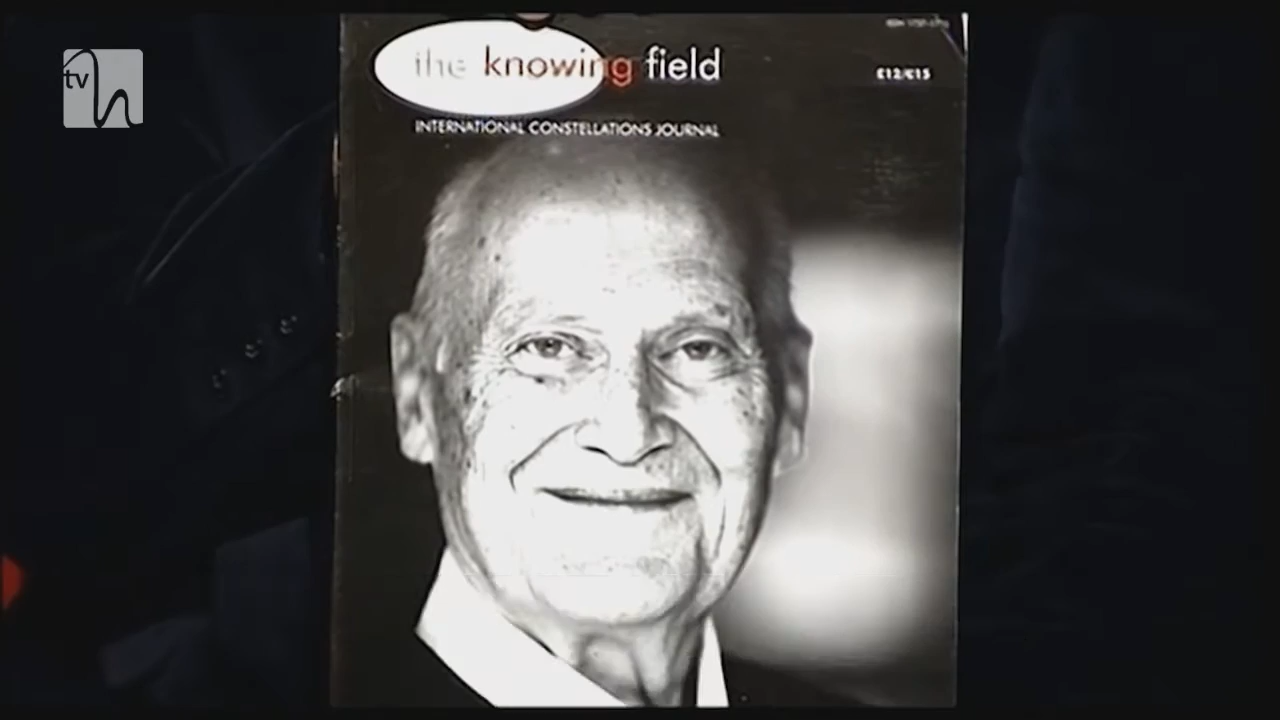 tv h
the knowing field
£12/€15
INTERNATIONAL CONSTELLATIONS JOURNAL